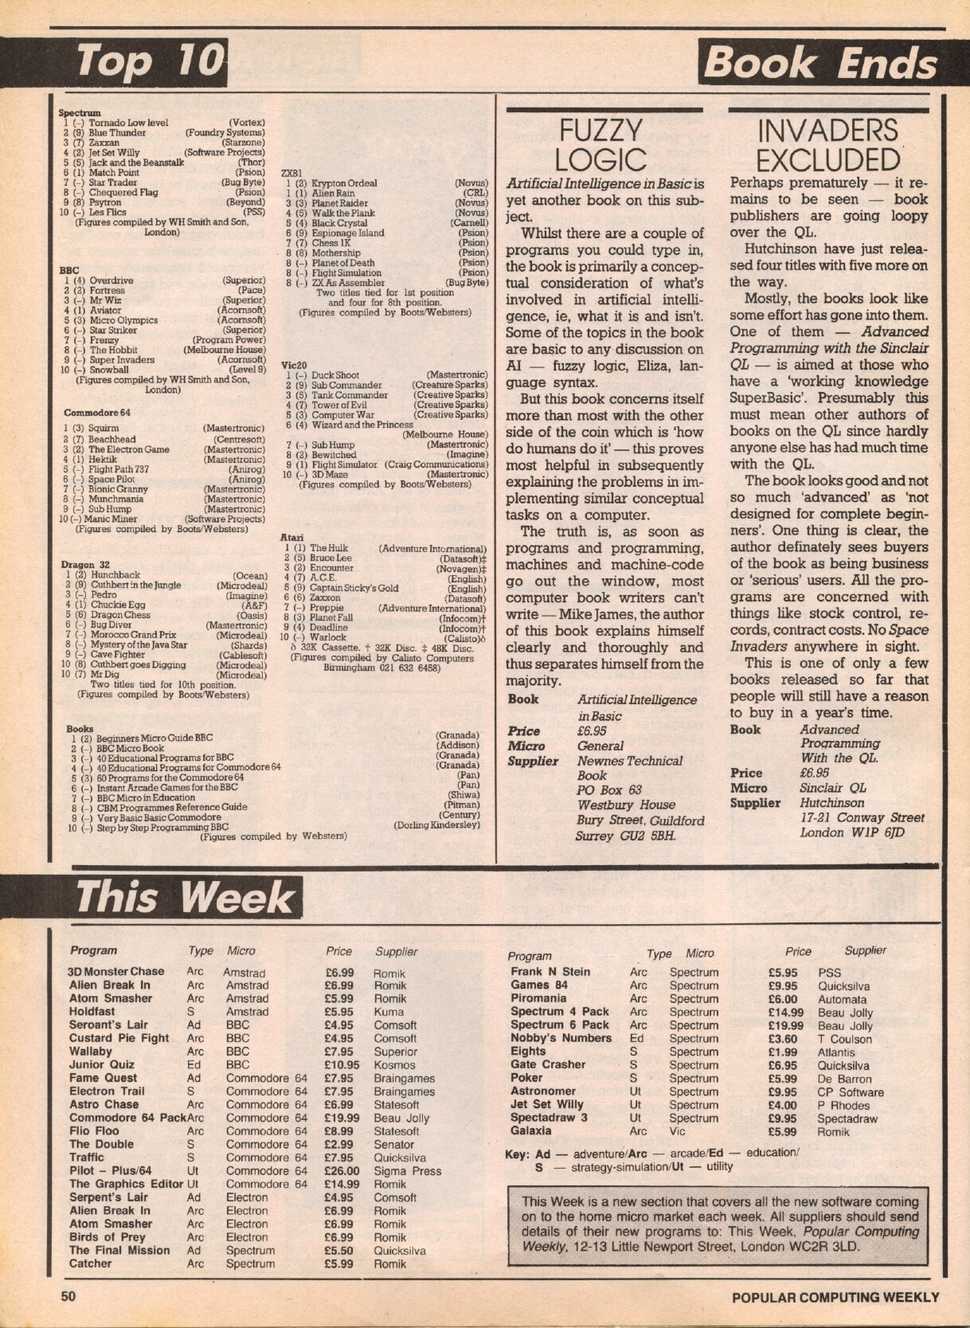 Top 10
Spectrum
1 (–) Tornado Low level (Vortex)
2 (9) Blue Thunder (Foundry Systems)
3 (7) Zaxxan (Starzone)
4 (2) Jet Set Willy (Software Projects)
5 (5) Jack and the Beanstalk (Thor)
6 (1) Match Point (Psion)
7 (–) Star Trader (Bug Byte)
8 (–) Chequered Flag (Psion)
9 (8) Psytron (Beyond)
10 (–) Les Flics (PSS)
(Figures compiled by WH Smith and Son,
London)
BBC
1 (4) Overdrive (Superior)
2 (2) Fortress (Pace)
3 (–) Mr Wiz (Superior)
4 (1) Aviator (Acornsoft)
5 (3) Micro Olympics (Acornsoft)
6 (–) Star Striker (Superior)
7 (–) Frenzy (Program Power)
8 (–) The Hobbit (Melbourne House)
9 (–) Super Invaders (Acornsoft)
10 (–) Snowball (Level 9)
(Figures compiled by WH Smith and Son,
London)
Commodore 64
1 (3) Squirm (Mastertronic)
2 (7) Beachhead (Centresoft)
3 (2) The Electron Game (Mastertronic)
4 (1) Hektik (Mastertronic)
5 (–) Flight Path 737 (Anirog)
6 (–) Space Pilot (Anirog)
7 (–) Bionic Granny (Mastertronic)
8 (–) Munchmania (Mastertronic)
9 (–) Sub Hump (Mastertronic)
10 (–) Manic Miner (Software Projects)
(Figures compiled by Boots/Websters)
Dragon 32
1 (2) Hunchback (Ocean)
2 (9) Cuthbert in the Jungle (Microdeal)
3 (–) Pedro (Imagine)
4 (1) Chuckie Egg (A&F)
5 (6) Dragon Chess (Oasis)
6 (–) Bug Diver (Mastertronic)
7 (–) Morocco Grand Prix (Microdeal)
8 (–) Mystery of the Java Star (Shards)
9 (–) Cave Fighter (Cablesoft)
10 (8) Cuthbert goes Digging (Microdeal)
10 (7) Mr Dig (Microdeal)
Two titles tied for 10th position.
(Figures compiled by Boots/Websters)
ZX81
1 (2) Krypton Ordeal (Novus)
1 (1) Alien Rain (CRL)
3 (3) Planet Raider (Novus)
4 (5) Walk the Plank (Novus)
5 (4) Black Crystal (Carnell)
6 (9) Espionage Island (Psion)
7 (7) Chess 1K (Psion)
8 (8) Mothership (Psion)
8 (–) Planet of Death (Psion)
8 (–) Flight Simulation (Psion)
8 (–) ZX As Assembler (Bug Byte)
Two titles tied for 1st position
and four for 8th position.
(Figures compiled by Boots/Websters)
Vic20
1 (–) Duck Shoot (Mastertronic)
2 (9) Sub Commander (Creature Sparks)
3 (5) Tank Commander (Creative Sparks)
4 (7) Tower of Evil (Creative Sparks)
5 (3) Computer War (Creative Sparks)
6 (4) Wizard and the Princess
(Melbourne House)
7 (–) Sub Hump (Mastertronic)
8 (2) Bewitched (Imagine)
9 (1) Flight Simulator (Craig Communications)
10 (–) 3D Maze (Mastertronic)
(Figures compiled by Boots/Websters)
Atari
1 (1) The Hulk (Adventure International)
2 (5) Bruce Lee (Datasoft)‡
3 (2) Encounter (Novagen)‡
4 (7) A.C.E. (English)
5 (9) Captain Sticky's Gold (English)
6 (6) Zaxxon (Datasoft)
7 (–) Preppie (Adventure International)
8 (3) Planet Fall (Infocom)†
9 (4) Deadline (Infocom)†
10 (–) Warlock (Calisto)δ
δ 32K Cassette. † 32K Disc. ‡ 48K Disc.
(Figures compiled by Calisto Computers
Birmingham 021 632 6458)
Books
1 (2) Beginners Micro Guide BBC (Granada)
2 (–) BBC Micro Book (Addison)
3 (–) 40 Educational Programs for BBC (Granada)
4 (–) 40 Educational Programs for Commodore 64 (Granada)
5 (3) 60 Programs for the Commodore 64 (Pan)
6 (–) Instant Arcade Games for the BBC (Pan)
7 (–) BBC Micro in Education (Shiwa)
8 (–) CBM Programmes Reference Guide (Pitman)
9 (–) Very Basic Basic Commodore (Century)
10 (–) Step by Step Programming BBC (Dorling Kindersley)
(Figures compiled by Websters)
Book Ends
FUZZY
LOGIC
Artificial Intelligence in Basic is
yet another book on this sub-
ject.
Whilst there are a couple of
programs you could type in,
the book is primarily a concep-
tual consideration of what's
involved in artificial intelli-
gence, ie, what it is and isn't.
Some of the topics in the book
are basic to any discussion on
AI — fuzzy logic, Eliza, lan-
guage syntax.
But this book concerns itself
more than most with the other
side of the coin which is 'how
do humans do it' — this proves
most helpful in subsequently
explaining the problems in im-
plementing similar conceptual
tasks on a computer.
The truth is, as soon as
programs and programming,
machines and machine-code
go out the window, most
computer book writers can't
write — Mike James, the author
of this book explains himself
clearly and thoroughly and
thus separates himself from the
majority.
Book Artificial Intelligence
in Basic
Price £6.95
Micro General
Supplier Newnes Technical
Book
PO Box 63
Westbury House
Bury Street, Guildford
Surrey GU2 5BH.
INVADERS
EXCLUDED
Perhaps prematurely — it re-
mains to be seen — book
publishers are going loopy
over the QL.
Hutchinson have just relea-
sed four titles with five more on
the way.
Mostly, the books look like
some effort has gone into them.
One of them — Advanced
Programming with the Sinclair
QL — is aimed at those who
have a 'working knowledge
SuperBasic'. Presumably this
must mean other authors of
books on the QL since hardly
anyone else has had much time
with the QL.
The book looks good and not
so much 'advanced' as 'not
designed for complete begin-
ners'. One thing is clear, the
author definately sees buyers
of the book as being business
or 'serious' users. All the pro-
grams are concerned with
things like stock control, re-
cords, contract costs. No Space
Invaders anywhere in sight.
This is one of only a few
books released so far that
people will still have a reason
to buy in a year's time.
Book Advanced
Programming
With the QL.
Price £6.95
Micro Sinclair QL
Supplier Hutchinson
17-21 Conway Street
London W1P 6JD
This Week
Program Type Micro Price Supplier
3D Monster Chase Arc Amstrad £6.99 Romik
Alien Break In Arc Amstrad £6.99 Romik
Atom Smasher Arc Amstrad £5.99 Romik
Holdfast S Amstrad £5.95 Kuma
Seroant's Lair Ad BBC £4.95 Comsoft
Custard Pie Fight Arc BBC £4.95 Comsoft
Wallaby Arc BBC £7.95 Superior
Junior Quiz Ed BBC £10.95 Kosmos
Fame Quest Ad Commodore 64 £7.95 Braingames
Electron Trail S Commodore 64 £7.95 Braingames
Astro Chase Arc Commodore 64 £6.99 Statesoft
Commodore 64 Pack Arc Commodore 64 £19.99 Beau Jolly
Flio Floo Arc Commodore 64 £8.99 Statesoft
The Double S Commodore 64 £2.99 Senator
Traffic S Commodore 64 £7.95 Quicksilva
Pilot – Plus/64 Ut Commodore 64 £26.00 Sigma Press
The Graphics Editor Ut Commodore 64 £14.99 Romik
Serpent's Lair Ad Electron £4.95 Comsoft
Alien Break In Arc Electron £6.99 Romik
Atom Smasher Arc Electron £6.99 Romik
Birds of Prey Arc Electron £6.99 Romik
The Final Mission Ad Spectrum £5.50 Quicksilva
Catcher Arc Spectrum £5.99 Romik
Program Type Micro Price Supplier
Frank N Stein Arc Spectrum £5.95 PSS
Games 84 Arc Spectrum £9.95 Quicksilva
Piromania Arc Spectrum £6.00 Automata
Spectrum 4 Pack Arc Spectrum £14.99 Beau Jolly
Spectrum 6 Pack Arc Spectrum £19.99 Beau Jolly
Nobby's Numbers Ed Spectrum £3.60 T Coulson
Eights S Spectrum £1.99 Atlantis
Gate Crasher S Spectrum £6.95 Quicksilva
Poker S Spectrum £5.99 De Barron
Astronomer Ut Spectrum £9.95 CP Software
Jet Set Willy Ut Spectrum £4.00 P Rhodes
Spectadraw 3 Ut Spectrum £9.95 Spectadraw
Galaxia Arc Vic £5.99 Romik
Key: Ad — adventure/Arc — arcade/Ed — education/
S — strategy-simulation/Ut — utility
This Week is a new section that covers all the new software coming
on to the home micro market each week. All suppliers should send
details of their new programs to: This Week, Popular Computing
Weekly, 12-13 Little Newport Street, London WC2R 3LD.
50
POPULAR COMPUTING WEEKLY